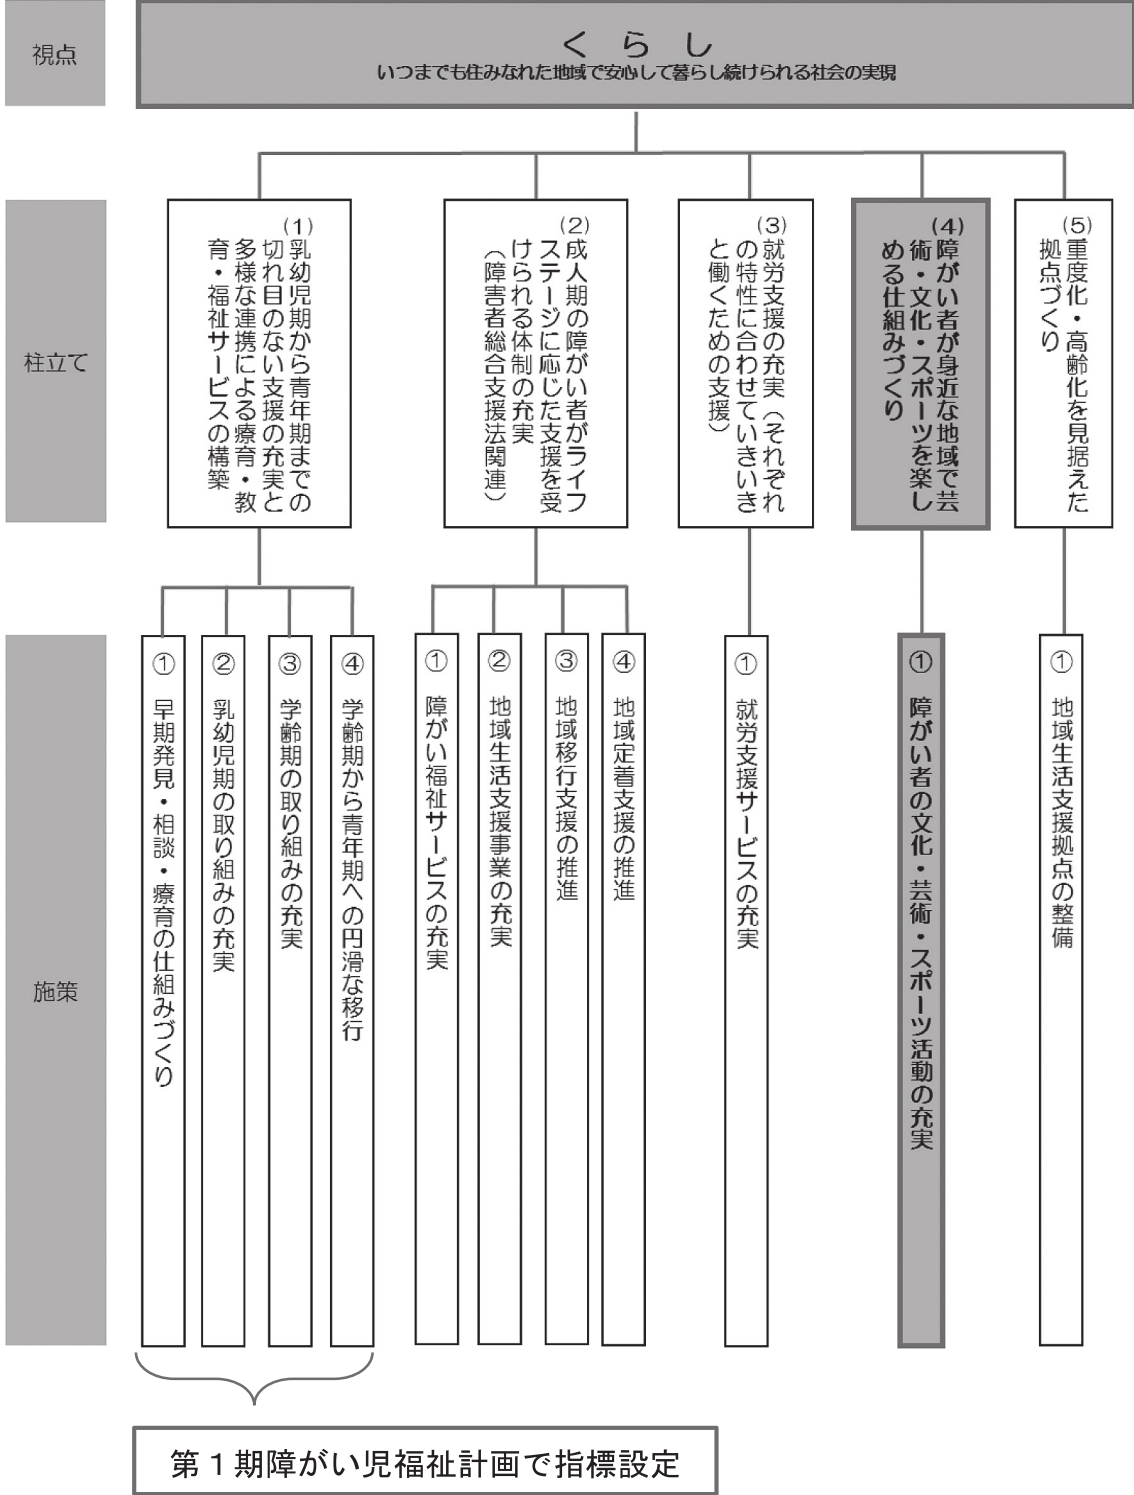 視点
くらし
いつまでも住みなれた地域で安心して暮らし続けられる社会の実現
柱立て
(1)乳幼児期から青年期までの
切れ目のない支援の充実と
多様な連携による療育・教
育・福祉サービスの構築
(2)成人期の障がい者がライフ
ステージに応じた支援を受
けられる体制の充実
（障害者総合支援法関連）
(3)就労支援の充実（それぞれ
の特性に合わせていきいき
と働くための支援）
(4)障がい者が身近な地域で芸
術・文化・スポーツを楽し
める仕組みづくり
(5)重度化・高齢化を見据えた
拠点づくり
施策
① 早期発見・相談・療育の仕組みづくり
② 乳幼児期の取り組みの充実
③ 学齢期の取り組みの充実
④ 学齢期から青年期への円滑な移行
① 障がい福祉サービスの充実
② 地域生活支援事業の充実
③ 地域移行支援の推進
④ 地域定着支援の推進
① 就労支援サービスの充実
① 障がい者の文化・芸術・スポーツ活動の充実
① 地域生活支援拠点の整備
第１期障がい児福祉計画で指標設定